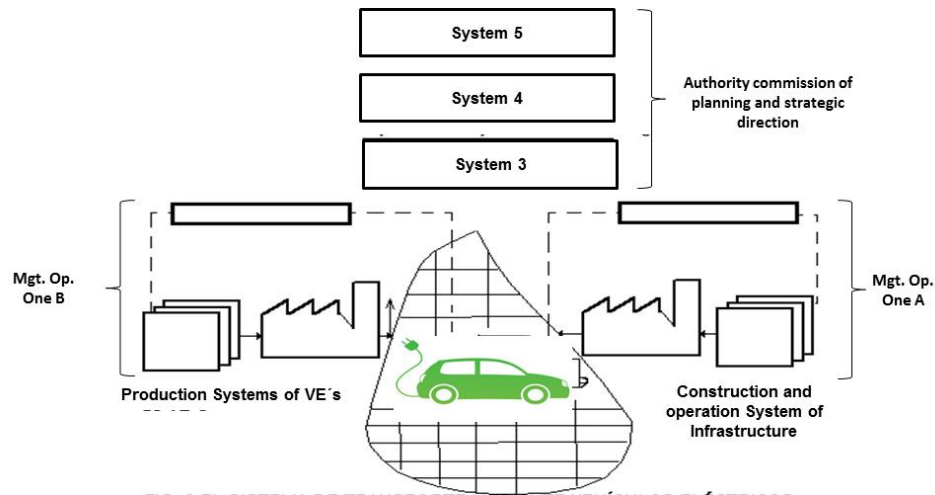 System 5
System 4
System 3
Authority commission of
planning and strategic
direction
Mgt. Op.
One B
Mgt. Op.
One A
Production Systems of VE´s
Construction and
operation System of
Infrastructure